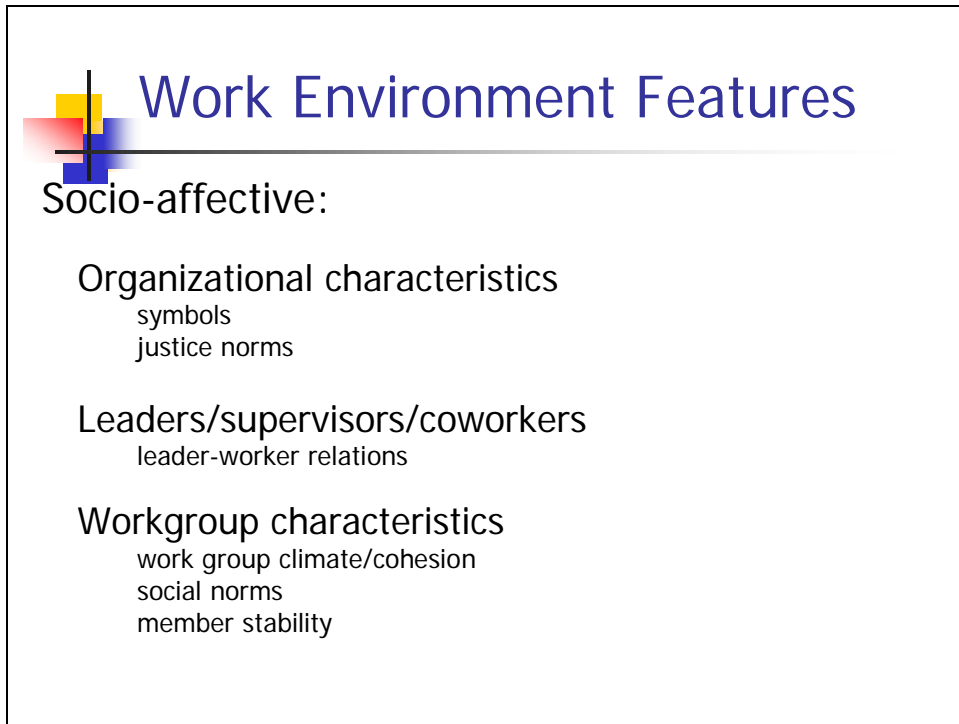 Work Environment Features
Socio-affective:
Organizational characteristics
symbols
justice norms
Leaders/supervisors/coworkers
leader-worker relations
Workgroup characteristics
work group climate/cohesion
social norms
member stability